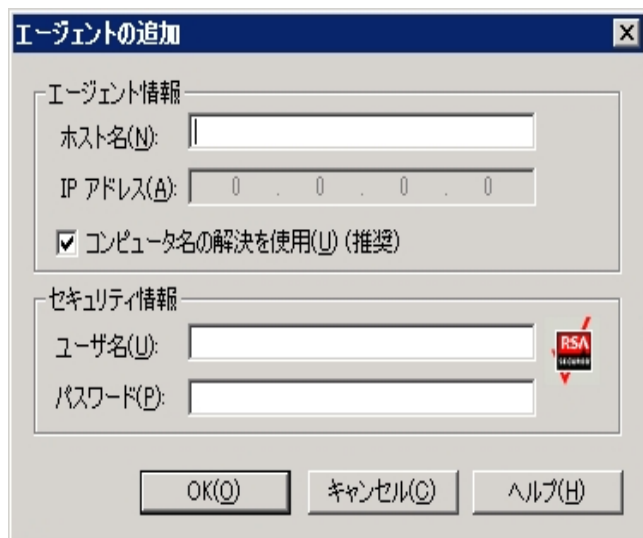 エージェントの追加
エージェント情報
ホスト名(N):
IP アドレス(A): 0 . 0 . 0 . 0
コンピュータ名の解決を使用(U) (推奨)
セキュリティ情報
ユーザ名(U):
RSA
SECURED
パスワード(P):
OK(O) キャンセル(C) ヘルプ(H)